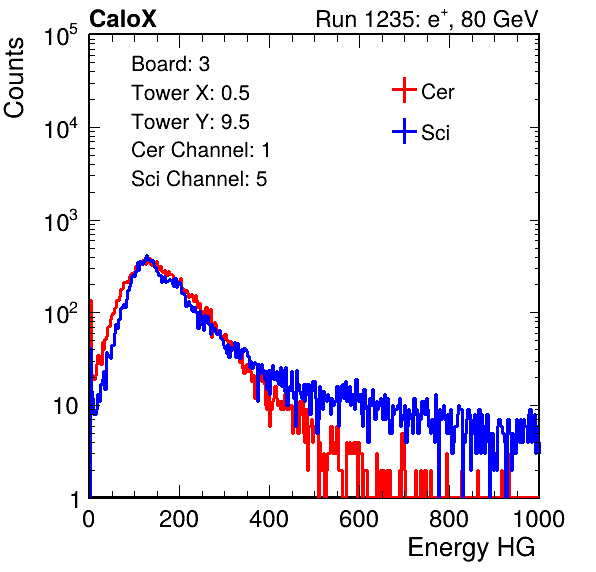 CaloX Run 1235: e⁺, 80 GeV
Counts
Board: 3
Tower X: 0.5
Tower Y: 9.5
Cer Channel: 1
Sci Channel: 5
Cer
Sci
10⁵
10⁴
10³
10²
10
1
0 200 400 600 800 1000
Energy HG